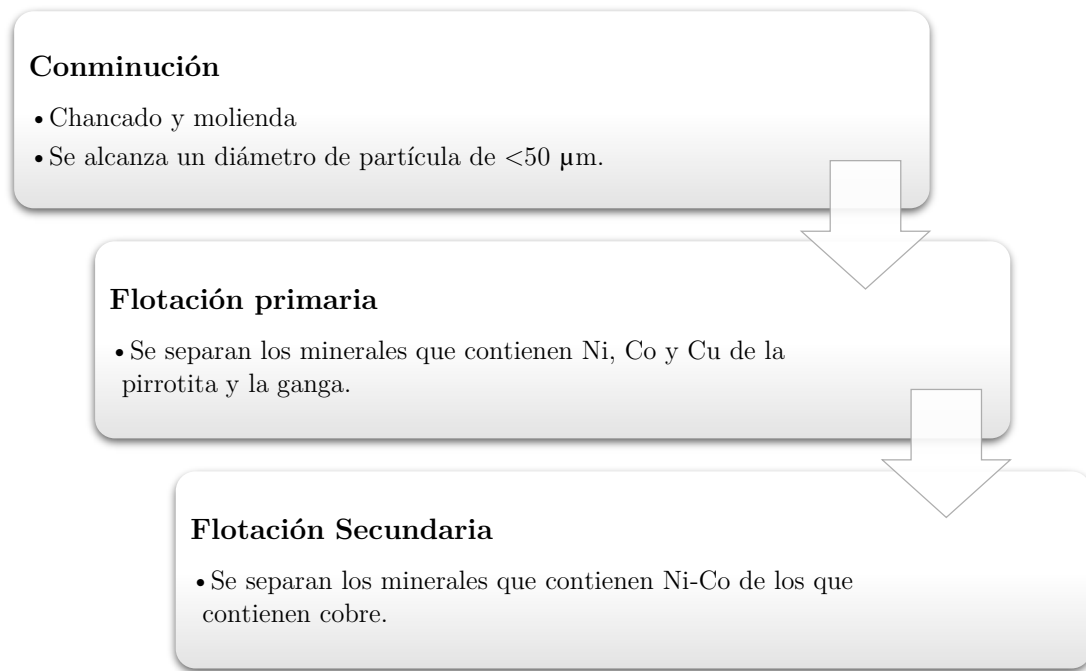 Conminución
• Chancado y molienda
• Se alcanza un diámetro de partícula de <50 µm.
Flotación primaria
• Se separan los minerales que contienen Ni, Co y Cu de la
pirrotita y la ganga.
Flotación Secundaria
• Se separan los minerales que contienen Ni-Co de los que
contienen cobre.